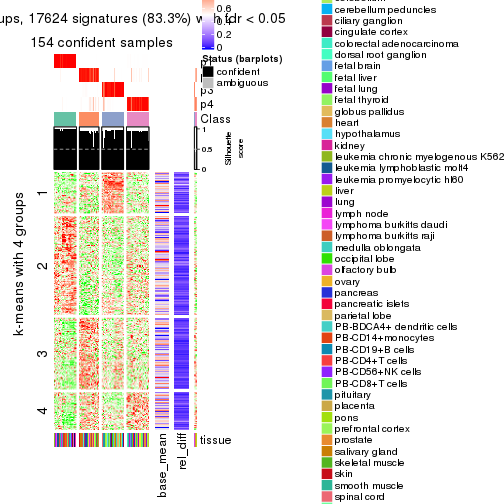 ups, 17624 signatures (83.3%) w fdr < 0.05
154 confident samples
0.6
0.4
0.2
0
Status (barplots)
confident
ambiguous
p3
p4
Class
1
0.5
0
Silhouette
score
k-means with 4 groups
1
2
3
4
base_mean
rel_diff
tissue
cerebellum peduncles
ciliary ganglion
cingulate cortex
colorectal adenocarcinoma
dorsal root ganglion
fetal brain
fetal liver
fetal lung
fetal thyroid
globus pallidus
heart
hypothalamus
kidney
leukemia chronic myelogenous K562
leukemia lymphoblastic molt4
leukemia promyelocytic hl60
liver
lung
lymph node
lymphoma burkitts daudi
lymphoma burkitts raji
medulla oblongata
occipital lobe
olfactory bulb
ovary
pancreas
pancreatic islets
parietal lobe
PB-BDCA4+ dendritic cells
PB-CD14+monocytes
PB-CD19+B cells
PB-CD4+T cells
PB-CD56+NK cells
PB-CD8+T cells
pituitary
placenta
pons
prefrontal cortex
prostate
salivary gland
skeletal muscle
skin
smooth muscle
spinal cord